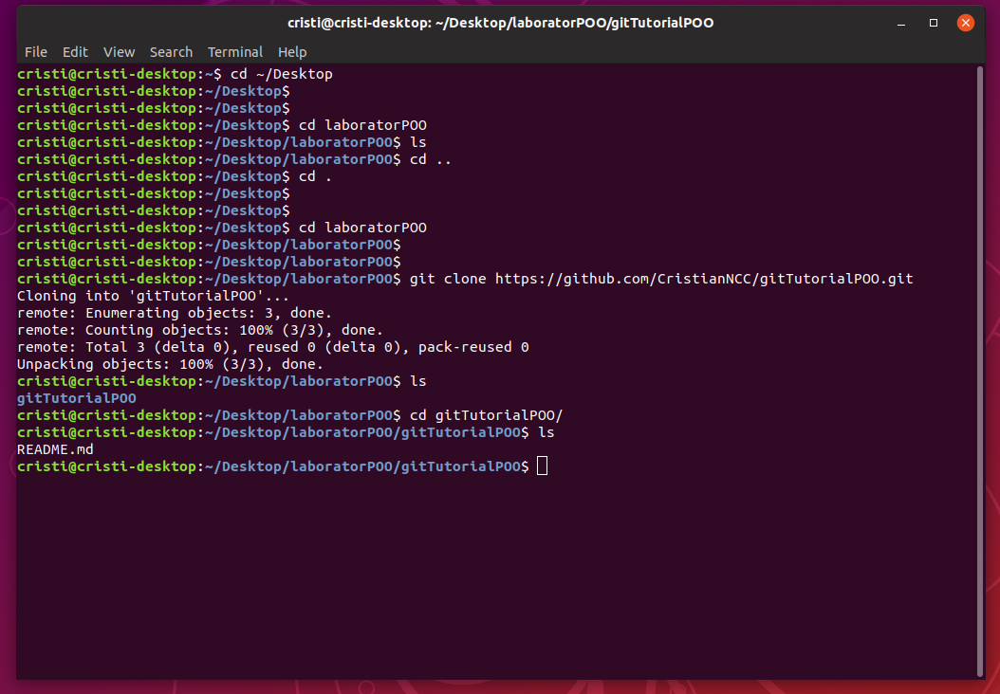 cristi@cristi-desktop: ~/Desktop/laboratorPOO/gitTutorialPOO
File Edit View Search Terminal Help
cristi@cristi-desktop:~$ cd ~/Desktop
cristi@cristi-desktop:~/Desktop$
cristi@cristi-desktop:~/Desktop$
cristi@cristi-desktop:~/Desktop$ cd laboratorPOO
cristi@cristi-desktop:~/Desktop/laboratorPOO$ ls
cristi@cristi-desktop:~/Desktop/laboratorPOO$ cd ..
cristi@cristi-desktop:~/Desktop$ cd .
cristi@cristi-desktop:~/Desktop$
cristi@cristi-desktop:~/Desktop$
cristi@cristi-desktop:~/Desktop$ cd laboratorPOO
cristi@cristi-desktop:~/Desktop/laboratorPOO$
cristi@cristi-desktop:~/Desktop/laboratorPOO$
cristi@cristi-desktop:~/Desktop/laboratorPOO$ git clone https://github.com/CristianNCC/gitTutorialPOO.git
Cloning into 'gitTutorialPOO'...
remote: Enumerating objects: 3, done.
remote: Counting objects: 100% (3/3), done.
remote: Total 3 (delta 0), reused 0 (delta 0), pack-reused 0
Unpacking objects: 100% (3/3), done.
cristi@cristi-desktop:~/Desktop/laboratorPOO$ ls
gitTutorialPOO
cristi@cristi-desktop:~/Desktop/laboratorPOO$ cd gitTutorialPOO/
cristi@cristi-desktop:~/Desktop/laboratorPOO/gitTutorialPOO$ ls
README.md
cristi@cristi-desktop:~/Desktop/laboratorPOO/gitTutorialPOO$